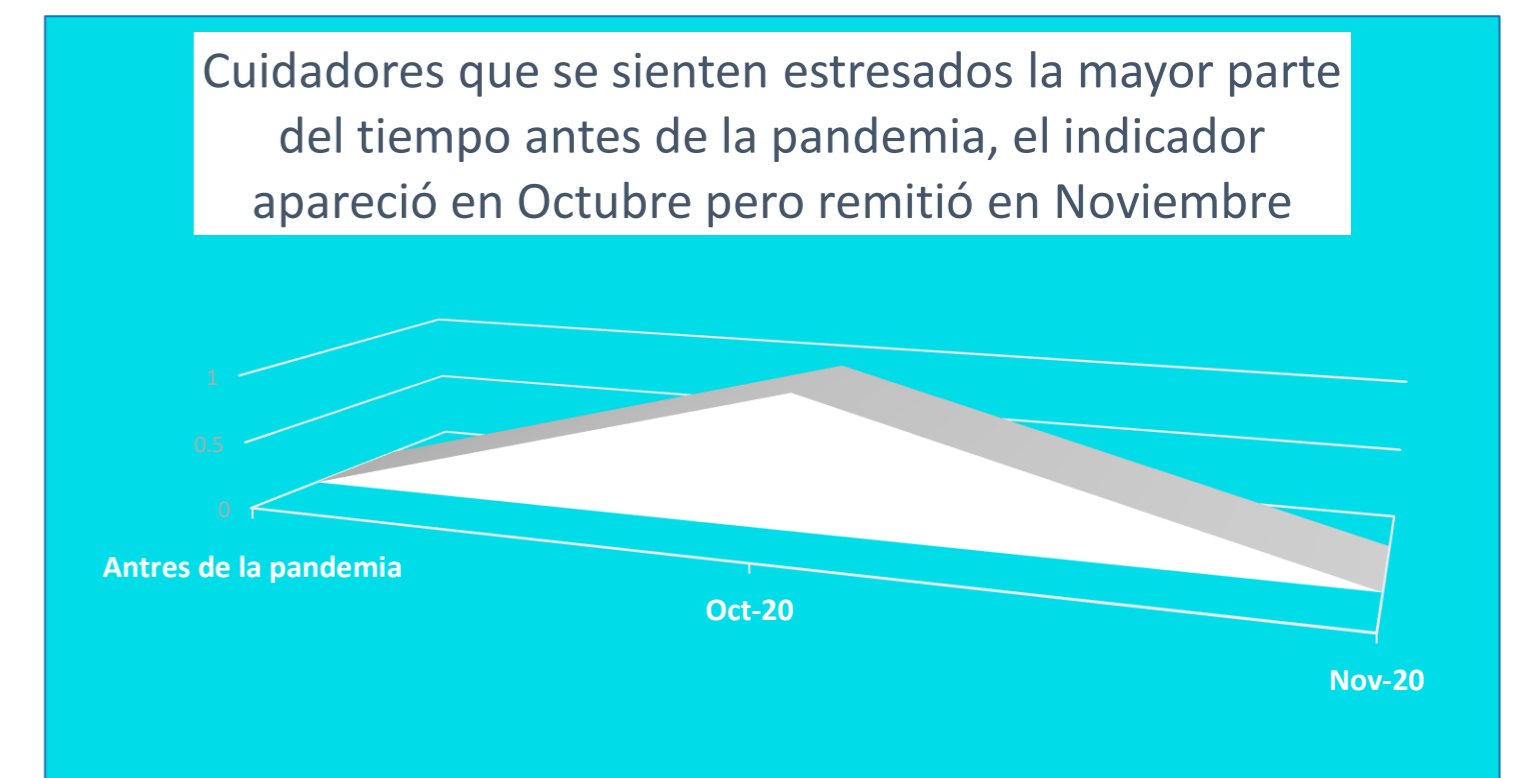 Cuidadores que se sienten estresados la mayor parte
del tiempo antes de la pandemia, el indicador
apareció en Octubre pero remitió en Noviembre
1
0.5
0
Antres de la pandemia
Oct-20
Nov-20